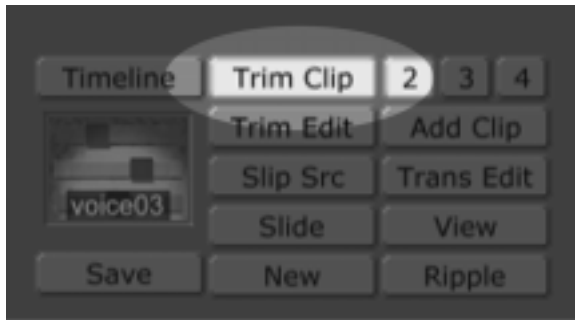 Timeline Trim Clip 2 3 4
Trim Edit Add Clip
Slip Src Trans Edit
voice03
Slide View
Save New Ripple